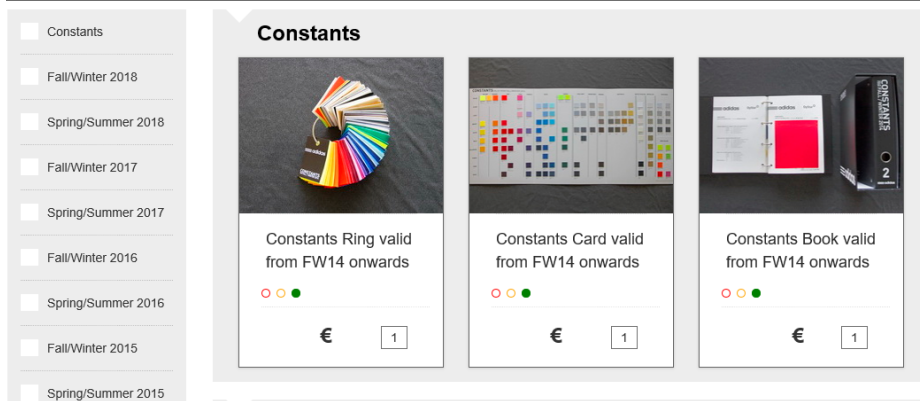 Constants
Fall/Winter 2018
Spring/Summer 2018
Fall/Winter 2017
Spring/Summer 2017
Fall/Winter 2016
Spring/Summer 2016
Fall/Winter 2015
Spring/Summer 2015
Constants
CONSTANTS
CONSTANTS
adidas
2
Constants Ring valid
from FW14 onwards
€ 1
Constants Card valid
from FW14 onwards
€ 1
Constants Book valid
from FW14 onwards
€ 1